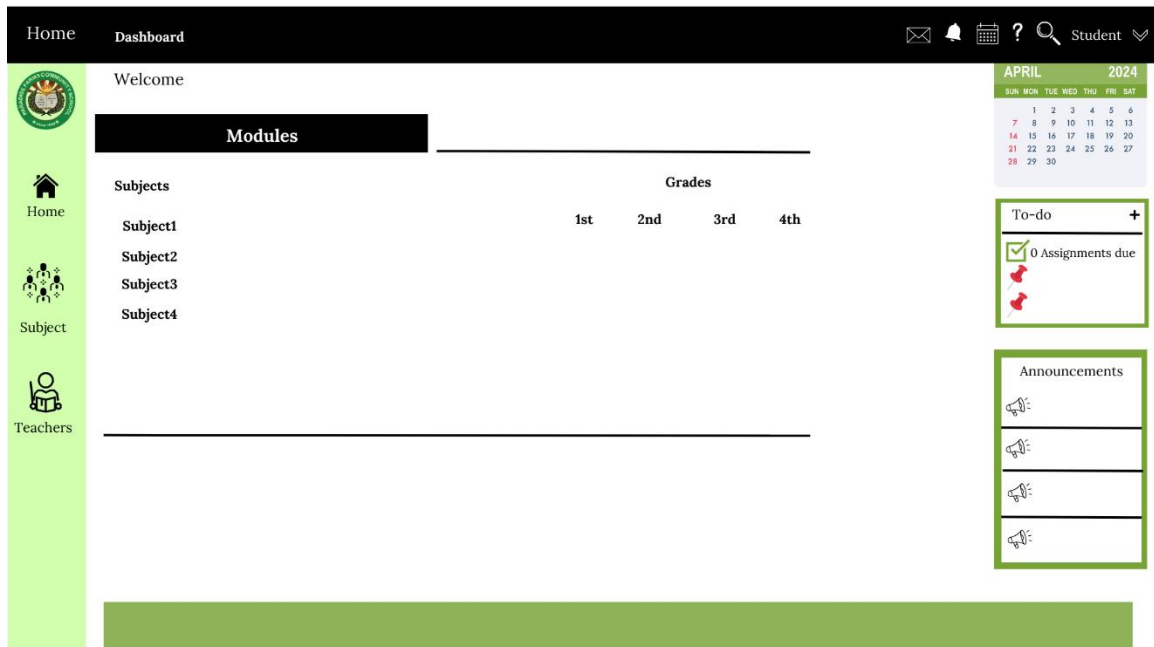 Home Dashboard ? Student
Welcome
Modules
Subjects Grades
1st 2nd 3rd 4th
Subject1
Subject2
Subject3
Subject4
Home
Subject
Teachers
APRIL 2024
SUN MON TUE WED THU FRI SAT
1 2 3 4 5 6
7 8 9 10 11 12 13
14 15 16 17 18 19 20
21 22 23 24 25 26 27
28 29 30
To-do +
0 Assignments due
Announcements